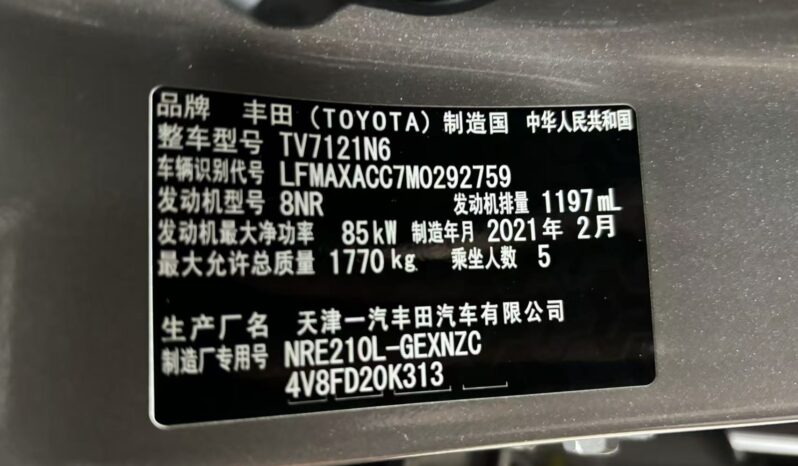 品牌 丰田（TOYOTA）制造国 中华人民共和国
整车型号 TV7121N6
车辆识别代号 LFMAXACC7M0292759
发动机型号 8NR 发动机排量 1197mL
发动机最大净功率 85kW 制造年月 2021年 2月
最大允许总质量 1770kg 乘坐人数 5
生产厂名 天津一汽丰田汽车有限公司
制造厂专用号 NRE210L-GEXNZC
4V8FD20K313